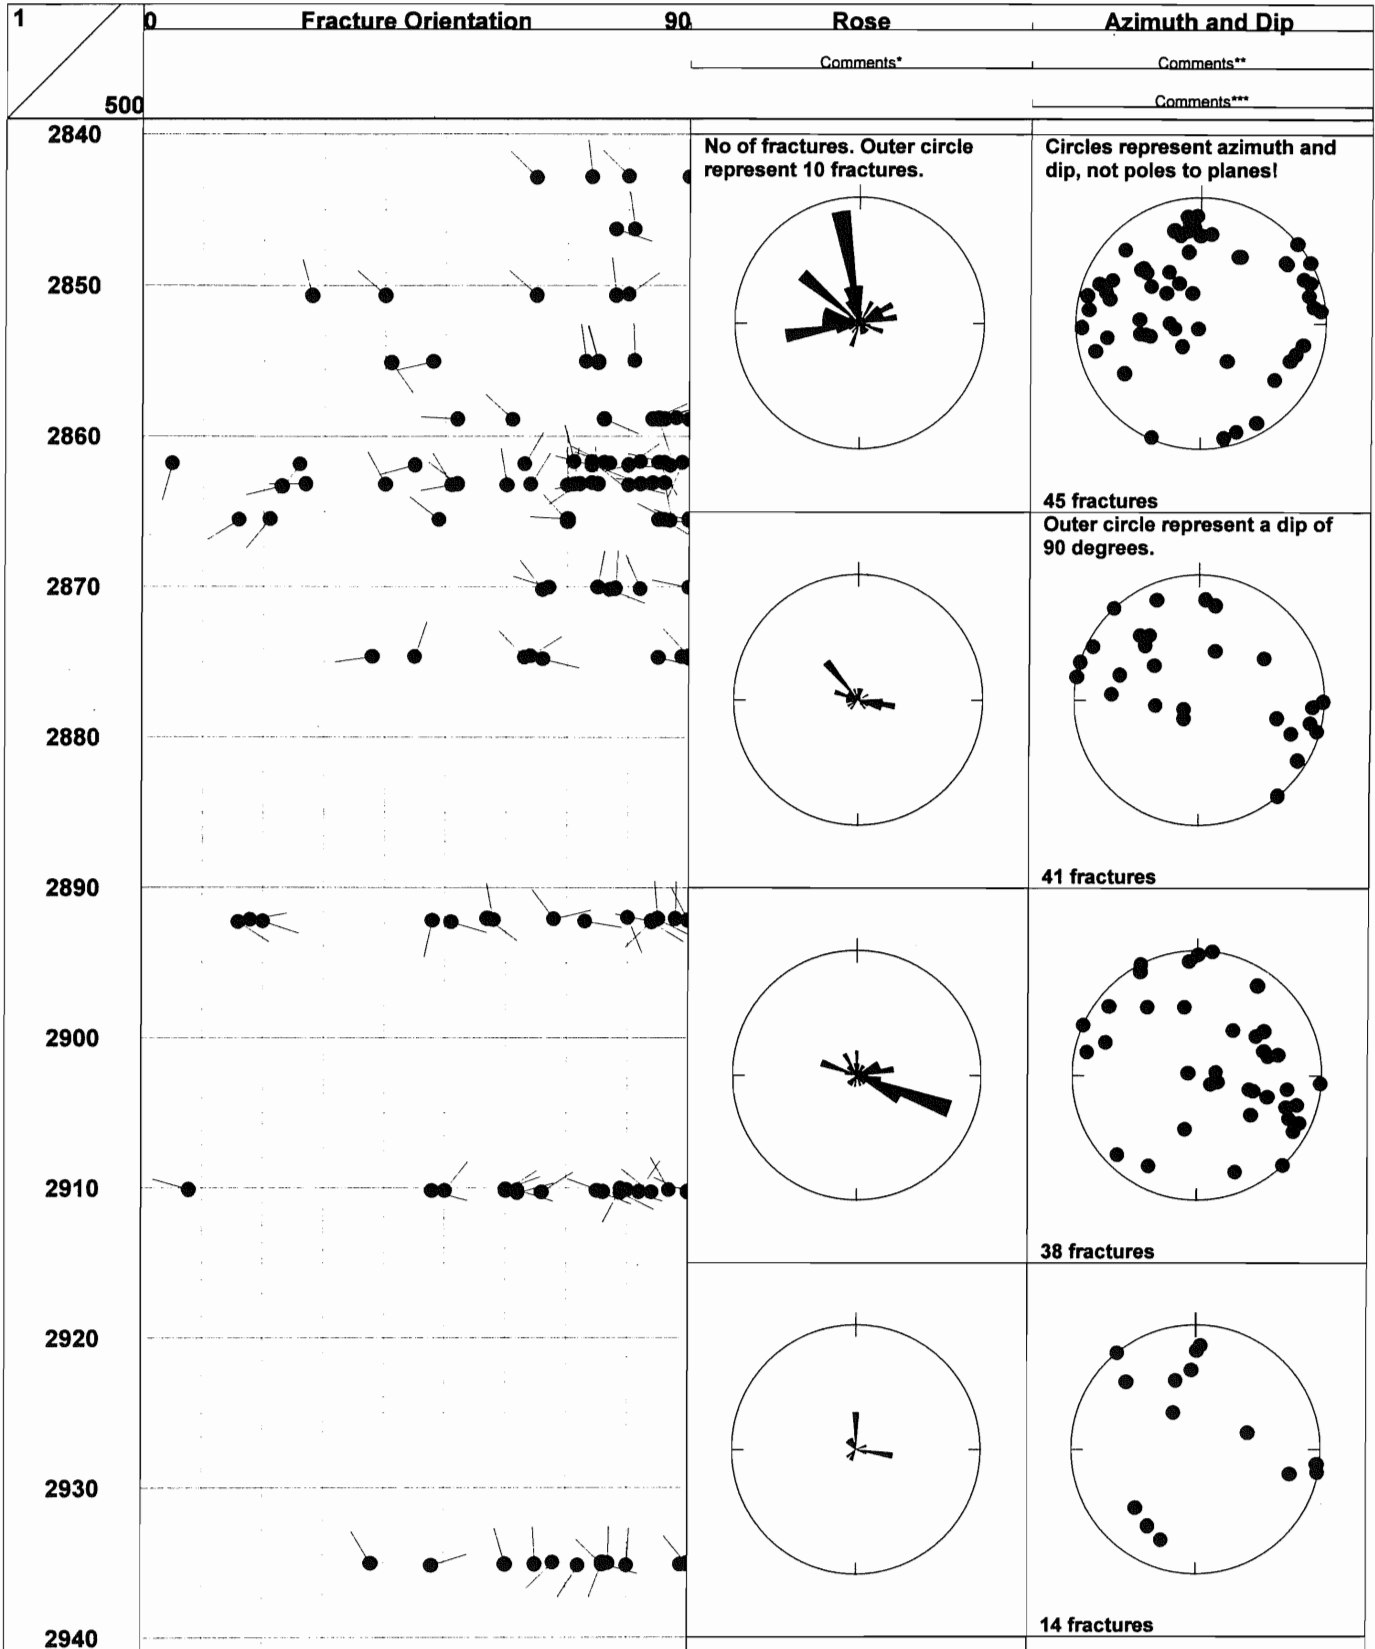 1
0 Fracture Orientation 90 Rose Azimuth and Dip
Comments* Comments**
500 Comments***
2840
No of fractures. Outer circle
represent 10 fractures.
Circles represent azimuth and
dip, not poles to planes!
2850
2860
45 fractures
Outer circle represent a dip of
90 degrees.
2870
2880
41 fractures
2890
2900
2910
38 fractures
2920
2930
14 fractures
2940